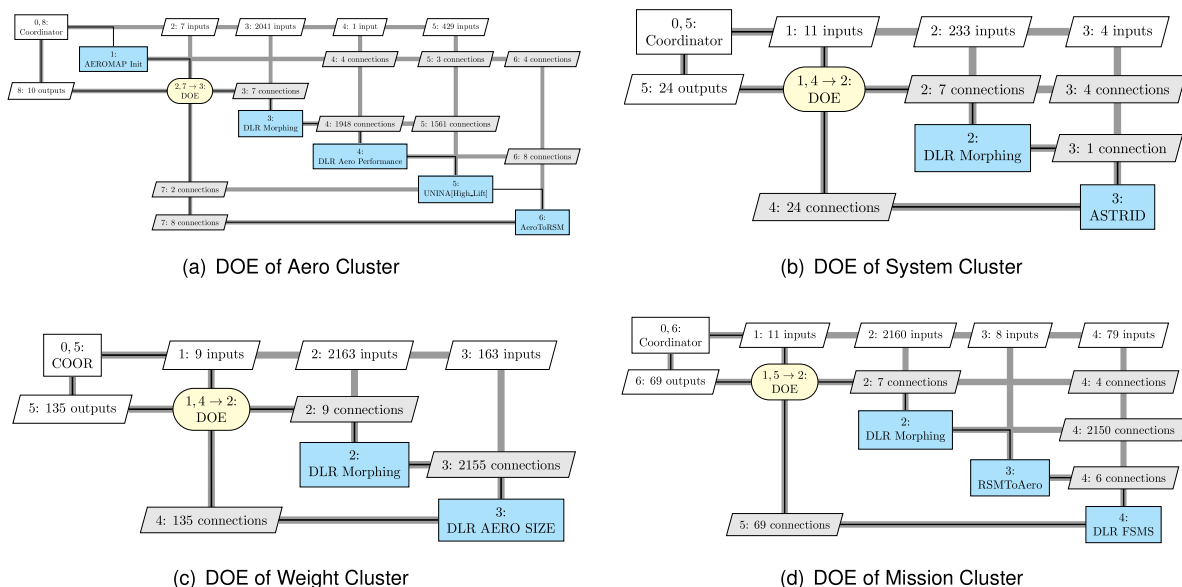 0, 8:
Coordinator
2: 7 inputs
3: 2041 inputs
4: 1 input
5: 429 inputs
1:
AEROMAP Init
4: 4 connections
5: 3 connections
6: 4 connections
8: 10 outputs
2, 7 → 3:
DOE
3: 7 connections
3:
DLR Morphing
4: 1948 connections
5: 1561 connections
4:
DLR Aero Performance
6: 8 connections
7: 2 connections
5:
UNINA[High_Lift]
7: 8 connections
6:
AeroToRSM
(a) DOE of Aero Cluster
0, 5:
Coordinator
1: 11 inputs
2: 233 inputs
3: 4 inputs
5: 24 outputs
1, 4 → 2:
DOE
2: 7 connections
3: 4 connections
2:
DLR Morphing
3: 1 connection
4: 24 connections
3:
ASTRID
(b) DOE of System Cluster
0, 5:
COOR
1: 9 inputs
2: 2163 inputs
3: 163 inputs
5: 135 outputs
1, 4 → 2:
DOE
2: 9 connections
2:
DLR Morphing
3: 2155 connections
4: 135 connections
3:
DLR AERO SIZE
(c) DOE of Weight Cluster
0, 6:
Coordinator
1: 11 inputs
2: 2160 inputs
3: 8 inputs
4: 79 inputs
6: 69 outputs
1, 5 → 2:
DOE
2: 7 connections
4: 4 connections
2:
DLR Morphing
4: 2150 connections
3:
RSMToAero
4: 6 connections
5: 69 connections
4:
DLR FSMS
(d) DOE of Mission Cluster